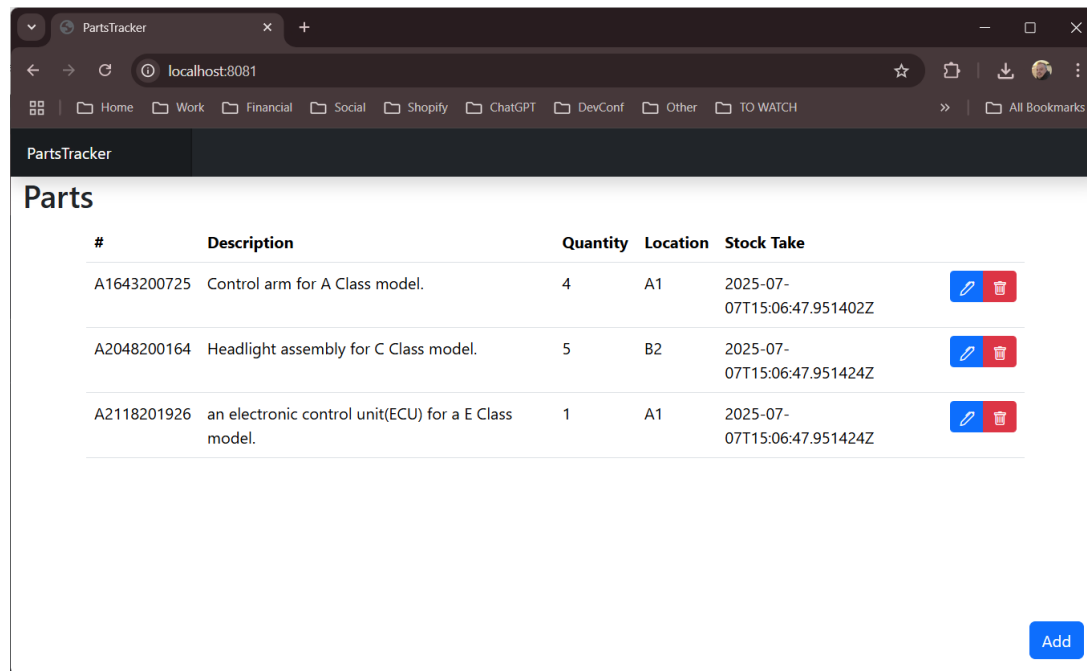 PartsTracker
localhost:8081
Home Work Financial Social Shopify ChatGPT DevConf Other TO WATCH » All Bookmarks
PartsTracker
Parts
# Description Quantity Location Stock Take
A1643200725 Control arm for A Class model. 4 A1 2025-07-
07T15:06:47.951402Z
A2048200164 Headlight assembly for C Class model. 5 B2 2025-07-
07T15:06:47.951424Z
A2118201926 an electronic control unit(ECU) for a E Class 1 A1 2025-07-
model. 07T15:06:47.951424Z
Add